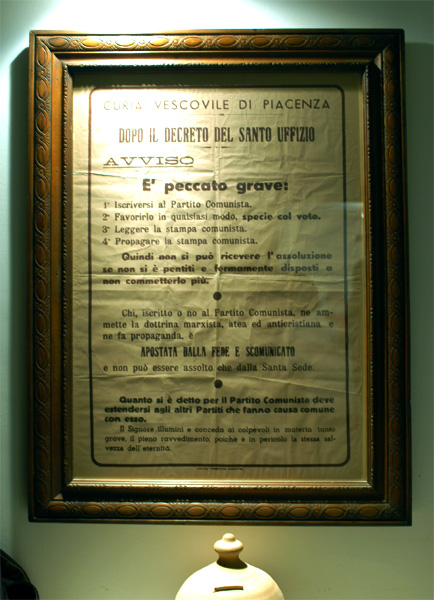 CURIA VESCOVILE DI PIACENZA
DOPO IL DECRETO DEL SANTO UFFIZIO
AVVISO
E' peccato grave:
1° Iscriversi al Partito Comunista.
2° Favorirlo in qualsiasi modo, specie col voto.
3° Leggere la stampa comunista.
4° Propagare la stampa comunista.
Quindi non si può ricevere l'assoluzione
se non si è pentiti e fermamente disposti a
non commetterlo più.
Chi, iscritto o no al Partito Comunista, ne am-
mette la dottrina marxista, atea ed anticristiana e
ne fa propaganda, è
APOSTATA DALLA FEDE E SCOMUNICATO
e non può essere assolto che dalla Santa Sede.
Quanto si è detto per il Partito Comunista deve
estendersi agli altri Partiti che fanno causa comune
con esso.
Il Signore illumini e conceda ai colpevoli in materia tanto
grave, il pieno ravvedimento, poichè è in pericolo la stessa sal-
vezza dell'eternità.